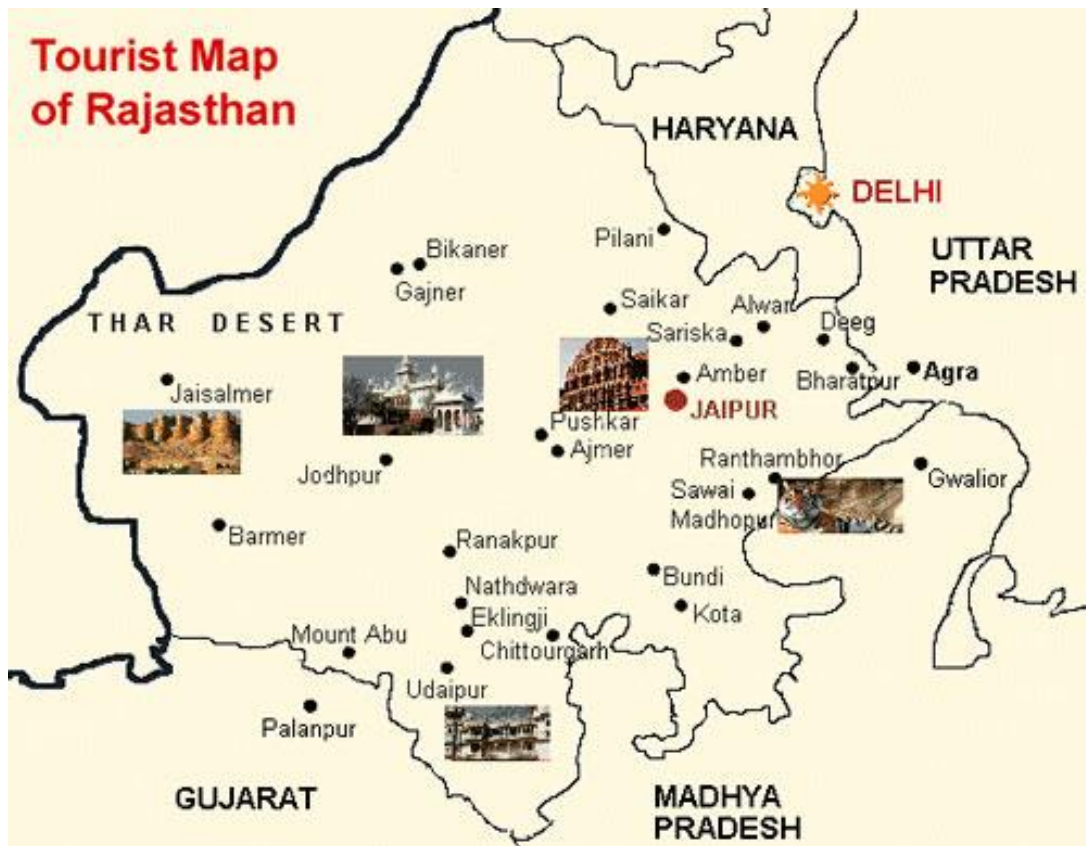 Tourist Map
of Rajasthan
HARYANA
DELHI
UTTAR
PRADESH
Pilani
Bikaner
Gajner
THAR DESERT
Saikar
Alwar
Sariska
Deeg
Jaisalmer
Amber
Bharatpur
Agra
JAIPUR
Pushkar
Ajmer
Jodhpur
Ranthambhor
Gwalior
Sawai
Madhopur
Barmer
Ranakpur
Bundi
Nathdwara
Eklingji
Kota
Mount Abu
Chittourgarh
Udaipur
Palanpur
GUJARAT
MADHYA
PRADESH